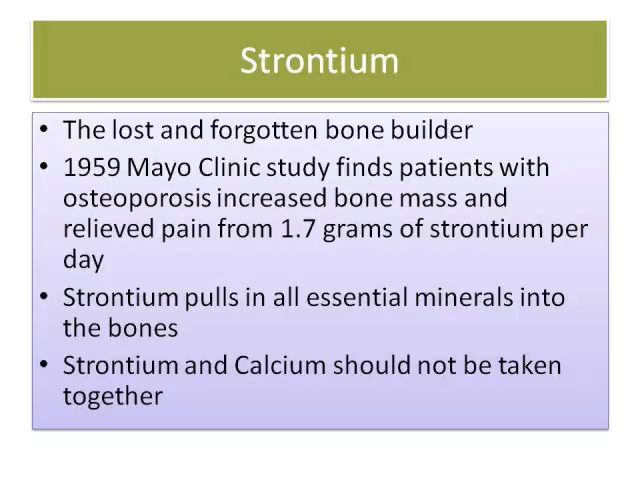 Strontium
• The lost and forgotten bone builder
• 1959 Mayo Clinic study finds patients with
osteoporosis increased bone mass and
relieved pain from 1.7 grams of strontium per
day
• Strontium pulls in all essential minerals into
the bones
• Strontium and Calcium should not be taken
together